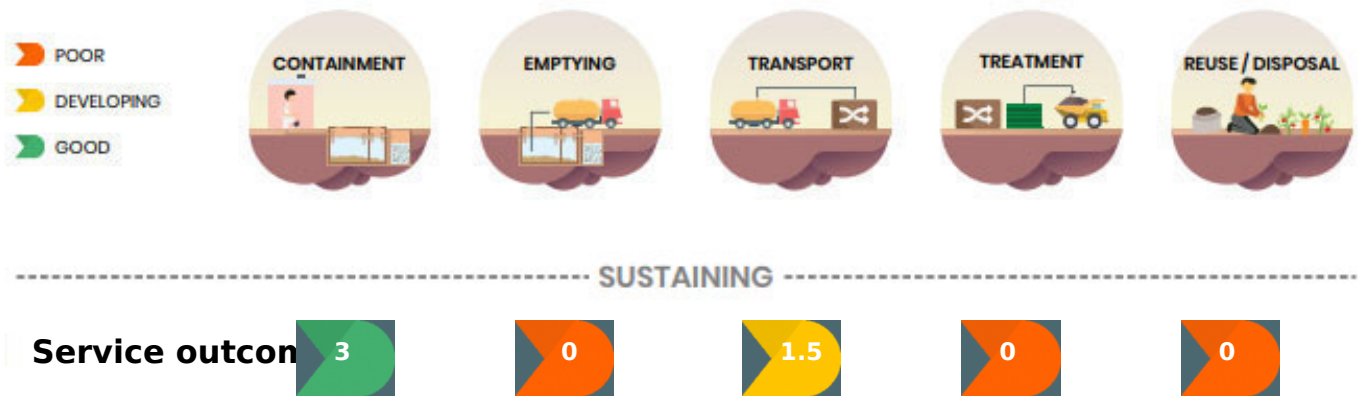 POOR
DEVELOPING
GOOD
CONTAINMENT
EMPTYING
TRANSPORT
TREATMENT
REUSE / DISPOSAL
SUSTAINING
Service outcon 3 0 1.5 0 0